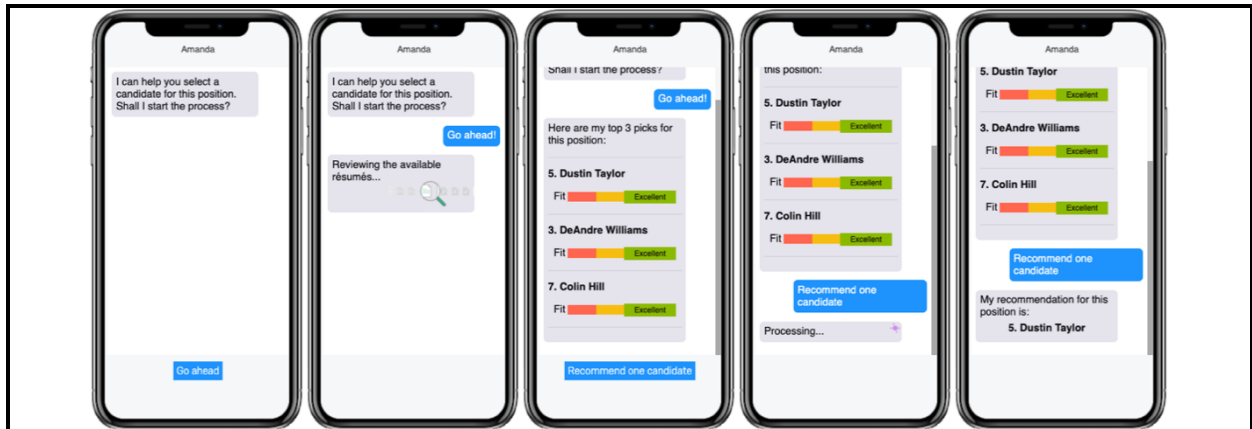 Amanda
I can help you select a
candidate for this position.
Shall I start the process?
Go ahead
Amanda
I can help you select a
candidate for this position.
Shall I start the process?
Go ahead!
Reviewing the available
résumés...
Amanda
Shall I start the process?
Go ahead!
Here are my top 3 picks for
this position:
5. Dustin Taylor
Fit Excellent
3. DeAndre Williams
Fit Excellent
7. Colin Hill
Fit Excellent
Recommend one candidate
Amanda
this position:
5. Dustin Taylor
Fit Excellent
3. DeAndre Williams
Fit Excellent
7. Colin Hill
Fit Excellent
Recommend one
candidate
Processing...
Amanda
5. Dustin Taylor
Fit Excellent
3. DeAndre Williams
Fit Excellent
7. Colin Hill
Fit Excellent
Recommend one
candidate
My recommendation for this
position is:
5. Dustin Taylor